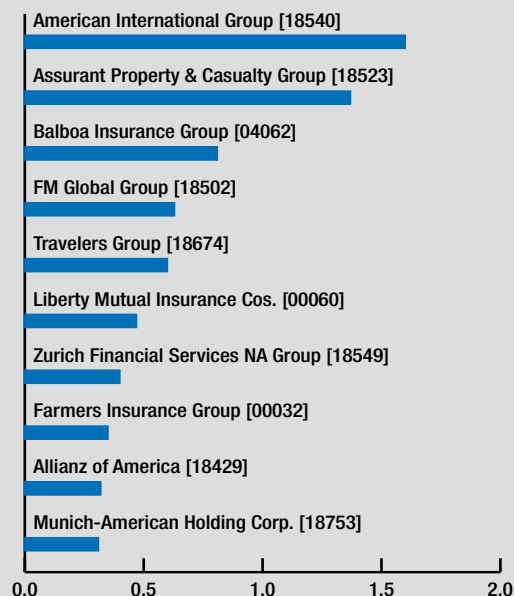 American International Group [18540]
Assurant Property & Casualty Group [18523]
Balboa Insurance Group [04062]
FM Global Group [18502]
Travelers Group [18674]
Liberty Mutual Insurance Cos. [00060]
Zurich Financial Services NA Group [18549]
Farmers Insurance Group [00032]
Allianz of America [18429]
Munich-American Holding Corp. [18753]
0.0 0.5 1.0 1.5 2.0